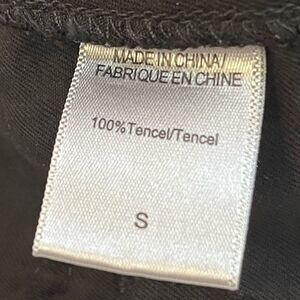 MADE IN CHINA/
FABRIQUE EN CHINE
100%Tencel/Tencel
S